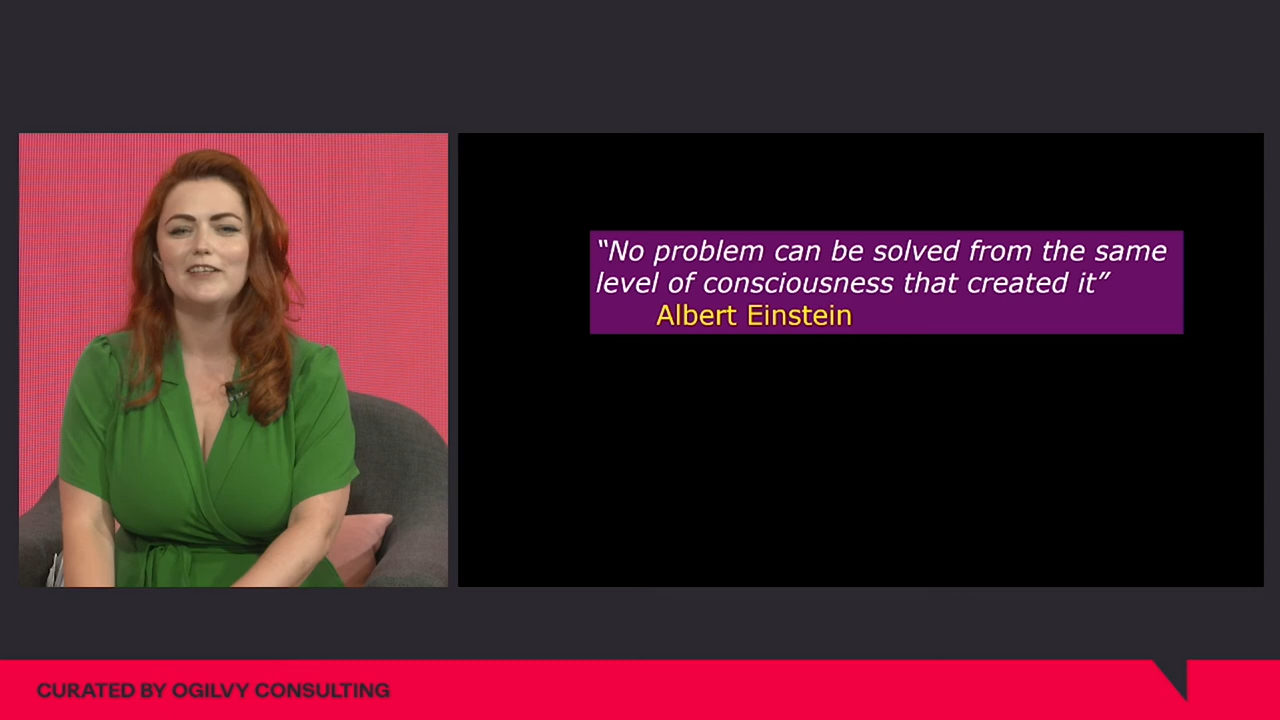 “No problem can be solved from the same
level of consciousness that created it”
Albert Einstein
CURATED BY OGILVY CONSULTING